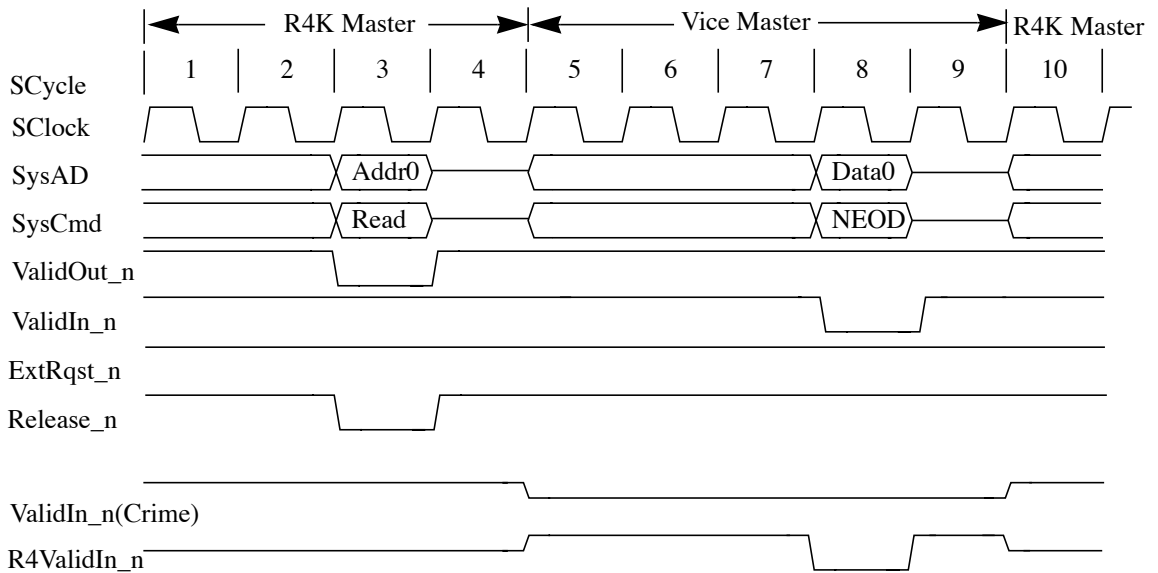 R4K Master Vice Master R4K Master
SCycle 1 2 3 4 5 6 7 8 9 10
SClock
SysAD Addr0 Data0
SysCmd Read NEOD
ValidOut_n
ValidIn_n
ExtRqst_n
Release_n
ValidIn_n(Crime)
R4ValidIn_n